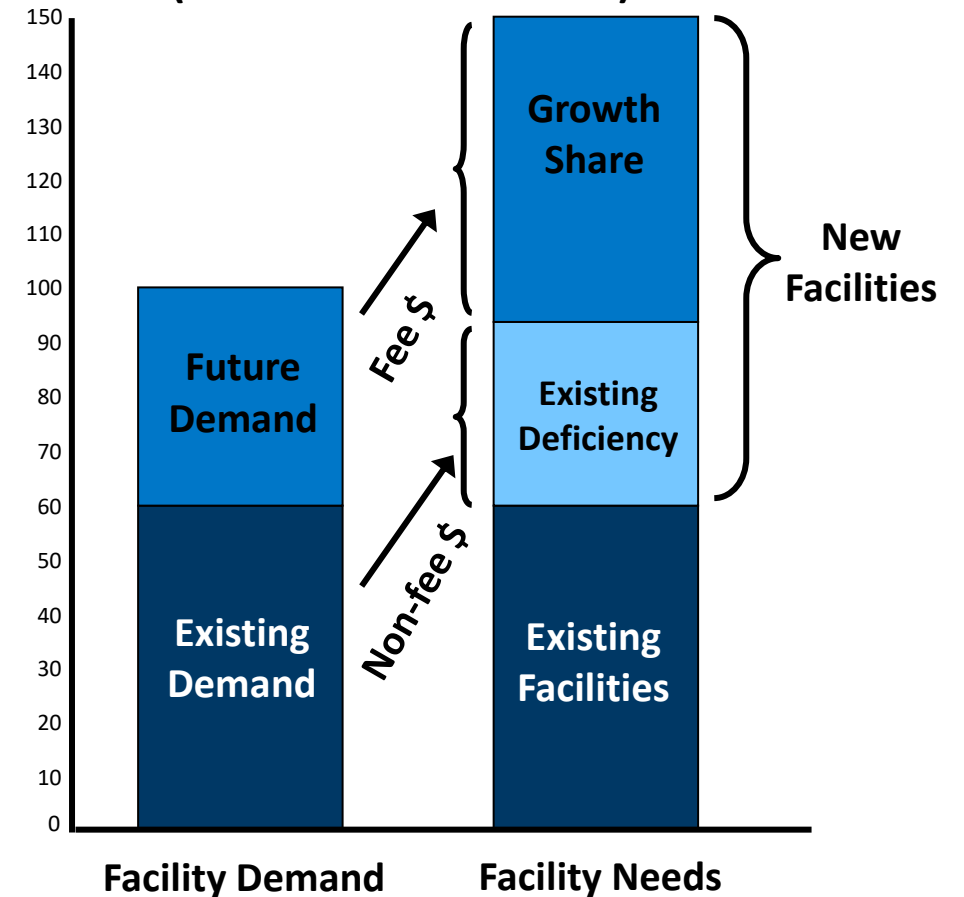 150
140
130
120
110
100
90
80
70
60
50
40
30
20
10
0
Future
Demand
Existing
Demand
Fee $
Non-fee $
Growth
Share
Existing
Deficiency
Existing
Facilities
New
Facilities
Facility Demand
Facility Needs